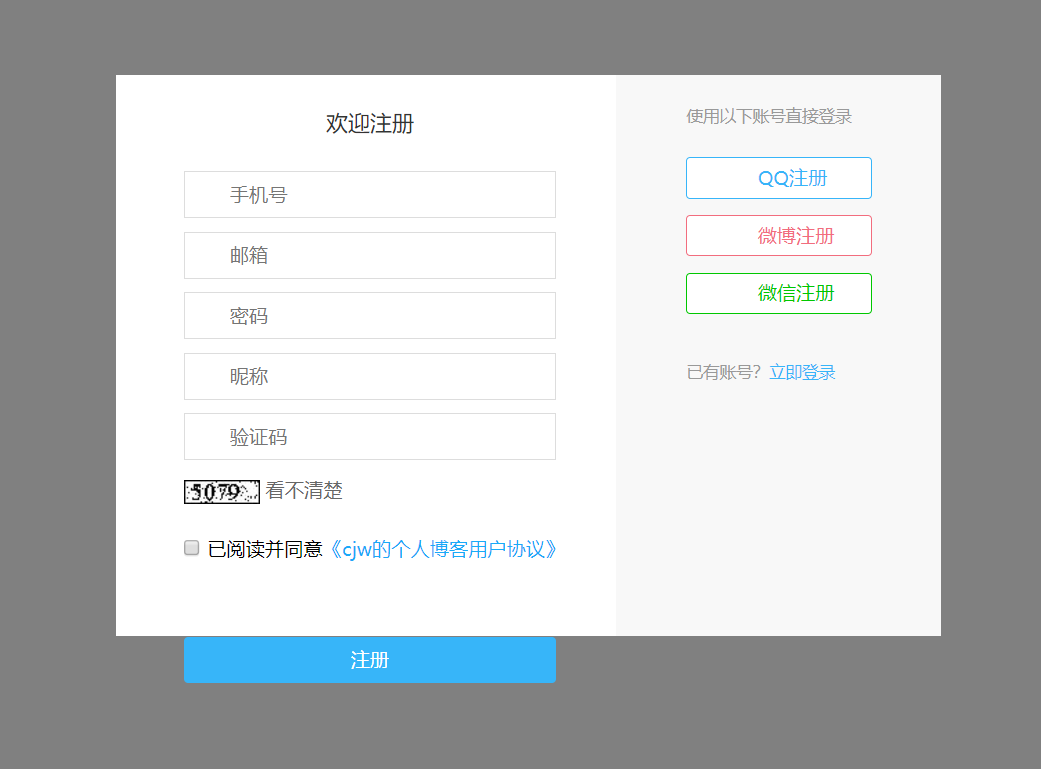 欢迎注册
手机号
邮箱
密码
昵称
验证码
5079 看不清楚
已阅读并同意《cjw的个人博客用户协议》
注册
使用以下账号直接登录
QQ注册
微博注册
微信注册
已有账号？立即登录